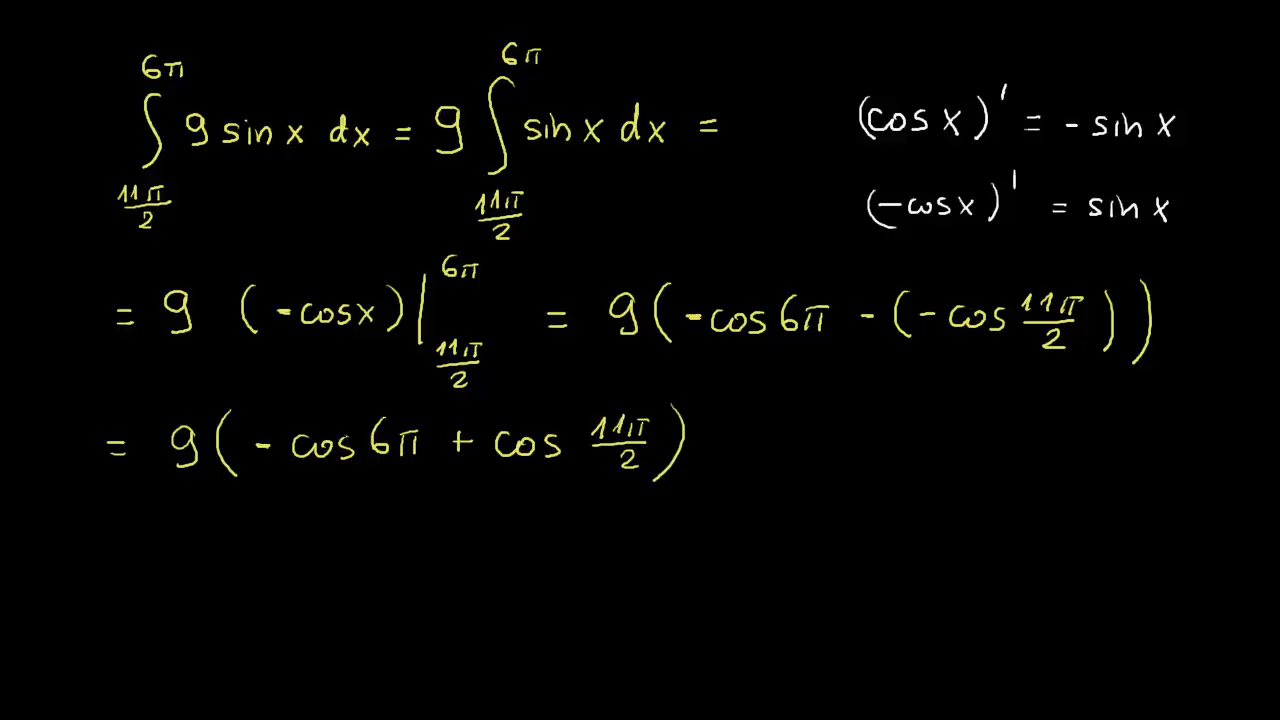 ∫_{11π/2}^{6π} 9 sin x dx = 9 ∫_{11π/2}^{6π} sin x dx =
(cos x)' = - sin x
(-cos x)' = sin x
= 9 (-cos x) |_{11π/2}^{6π} = 9 (-cos 6π - (-cos 11π/2))
= 9 (- cos 6π + cos 11π/2)